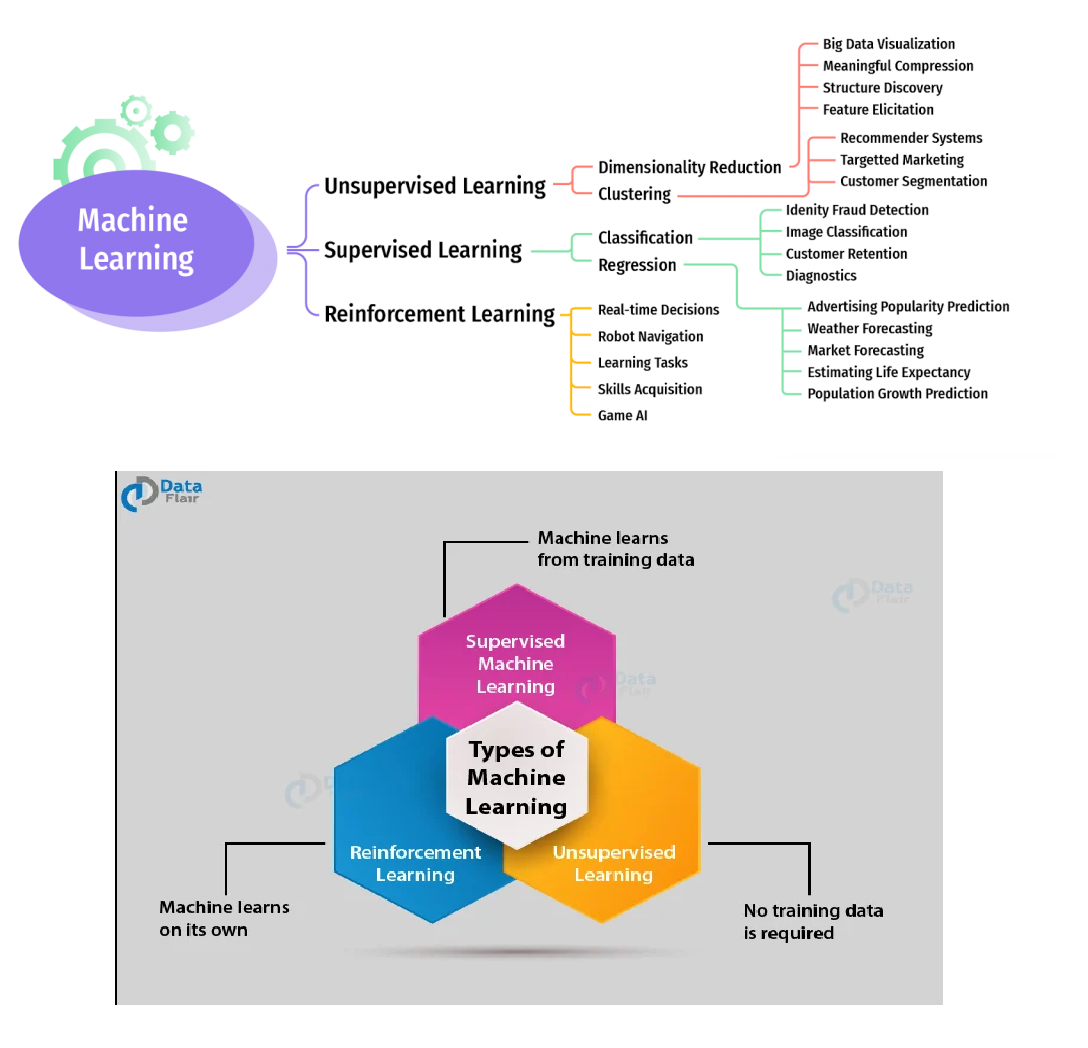 Machine
Learning
Unsupervised Learning
Dimensionality Reduction
Big Data Visualization
Meaningful Compression
Structure Discovery
Feature Elicitation
Clustering
Recommender Systems
Targetted Marketing
Customer Segmentation
Supervised Learning
Classification
Idenity Fraud Detection
Image Classification
Customer Retention
Diagnostics
Regression
Advertising Popularity Prediction
Weather Forecasting
Market Forecasting
Estimating Life Expectancy
Population Growth Prediction
Reinforcement Learning
Real-time Decisions
Robot Navigation
Learning Tasks
Skills Acquisition
Game AI
Data
Flair
Machine learns
from training data
Data
Flair
Supervised
Machine
Learning
Data
Flair
Types of
Machine
Learning
Reinforcement
Learning
Unsupervised
Learning
Machine learns
on its own
No training data
is required